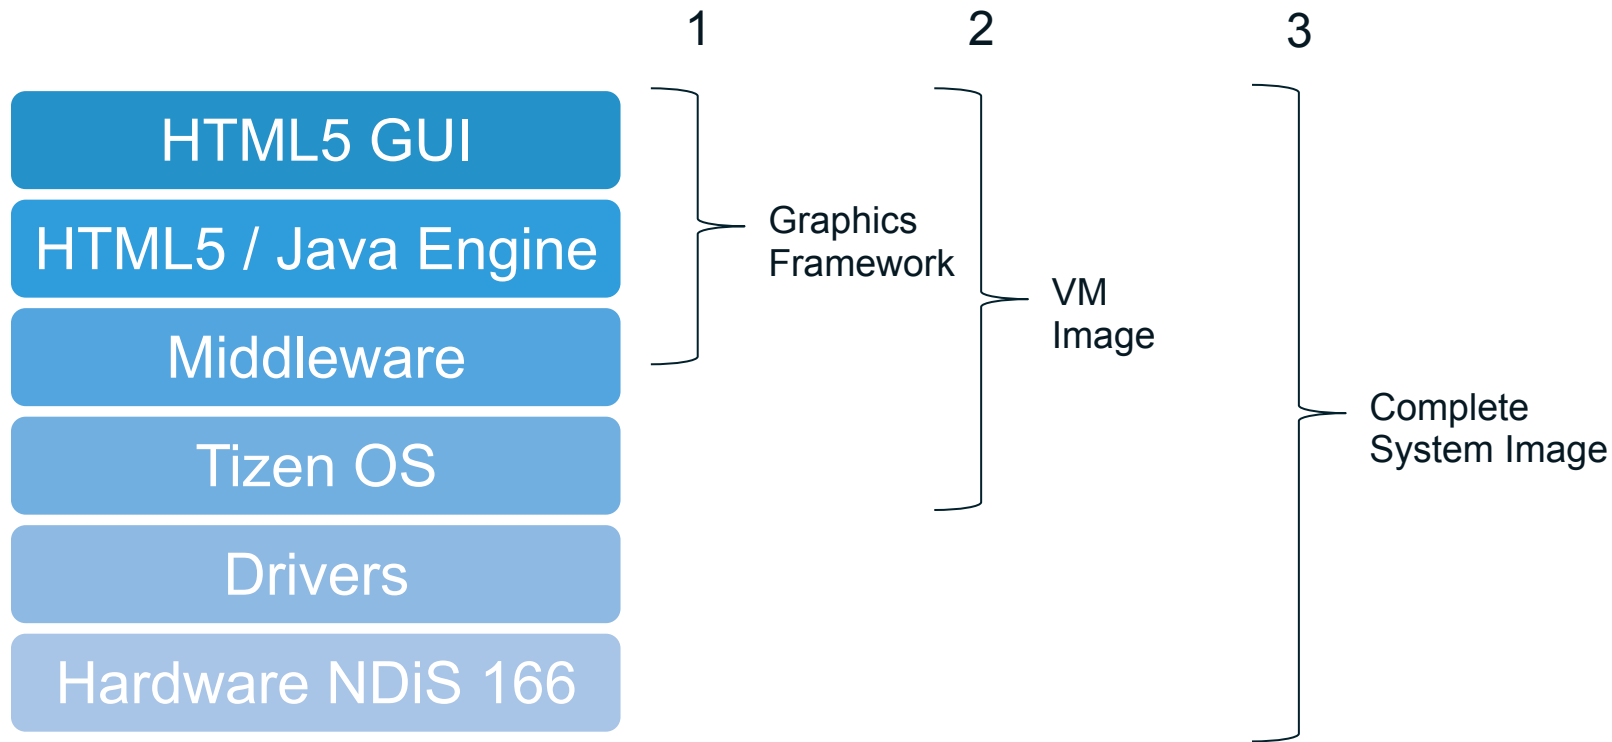 1
2
3
HTML5 GUI
HTML5 / Java Engine
Middleware
Tizen OS
Drivers
Hardware NDiS 166
Graphics
Framework
VM
Image
Complete
System Image